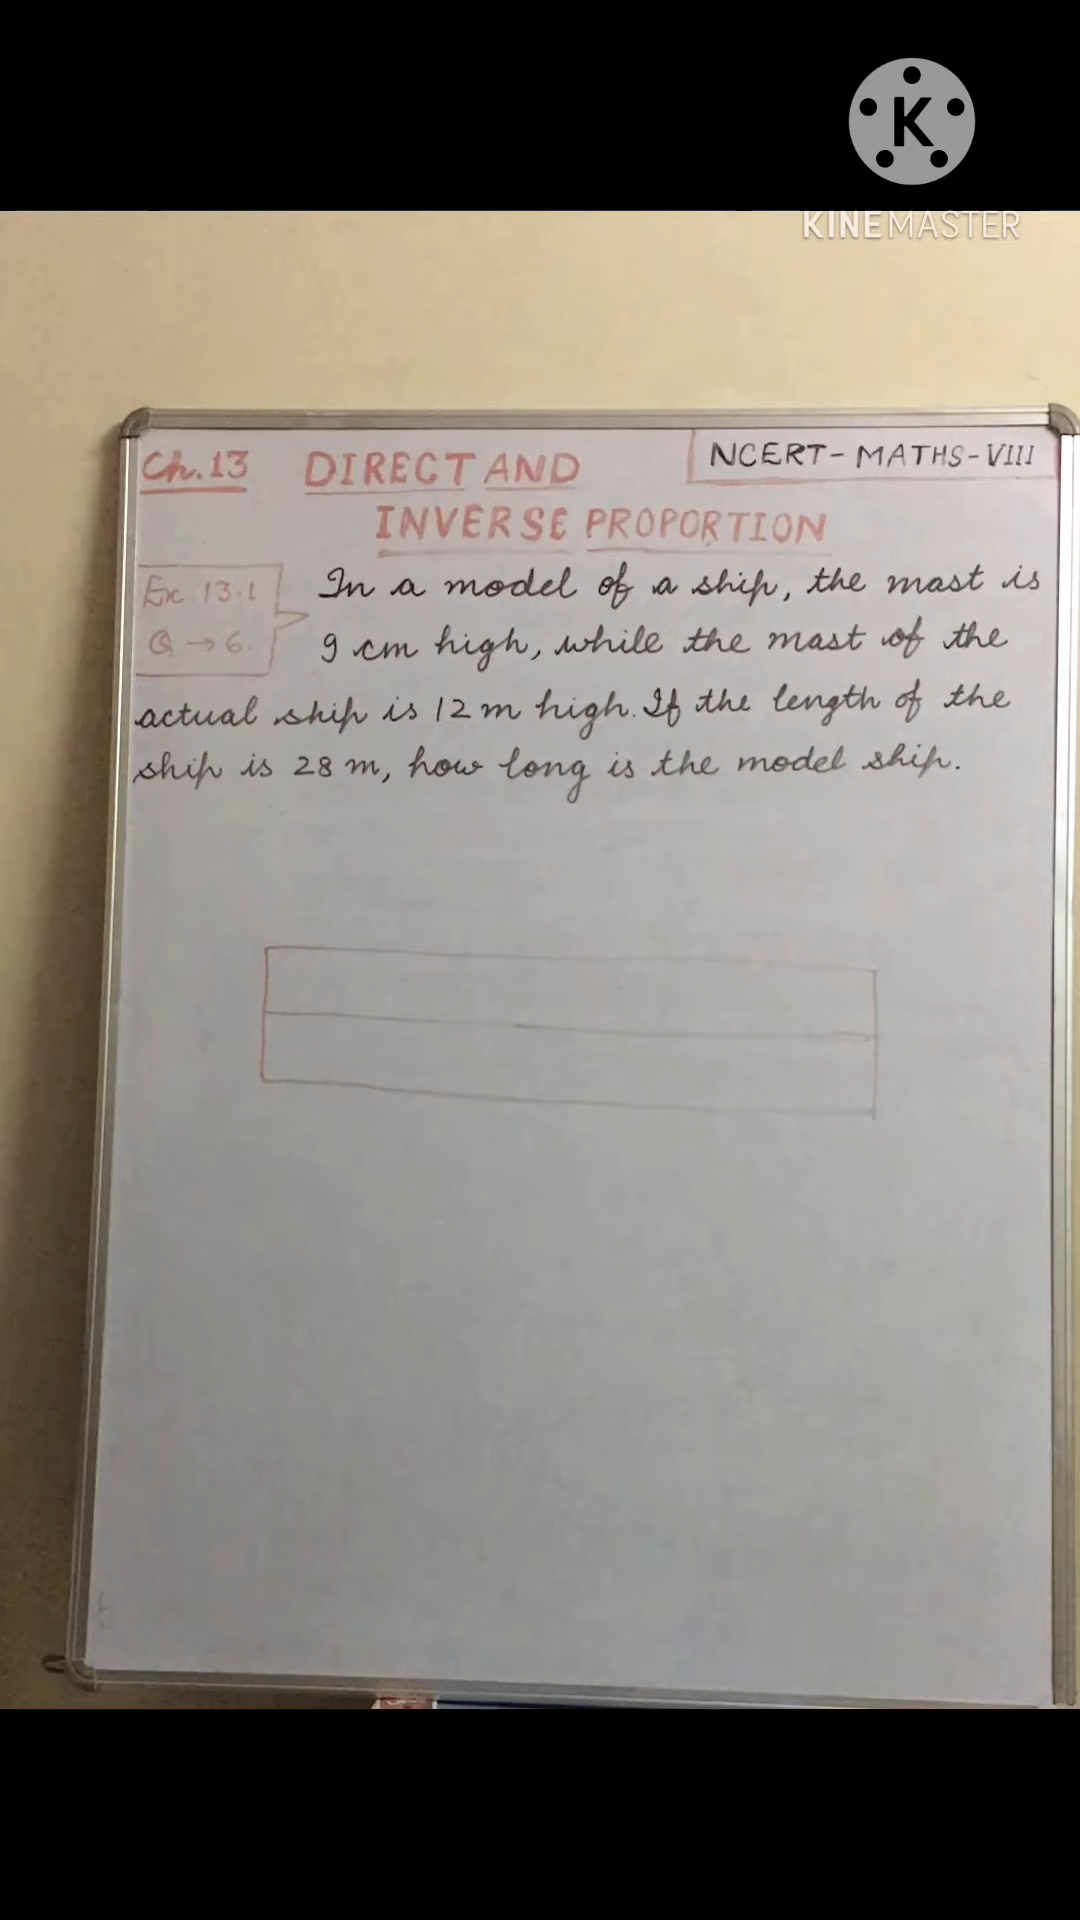 K
KINEMASTER
Ch.13 DIRECT AND
NCERT-MATHS-VIII
INVERSE PROPORTION
Ex. 13.1
Q → 6.
In a model of a ship, the mast is
9 cm high, while the mast of the
actual ship is 12 m high. If the length of the
ship is 28 m, how long is the model ship.